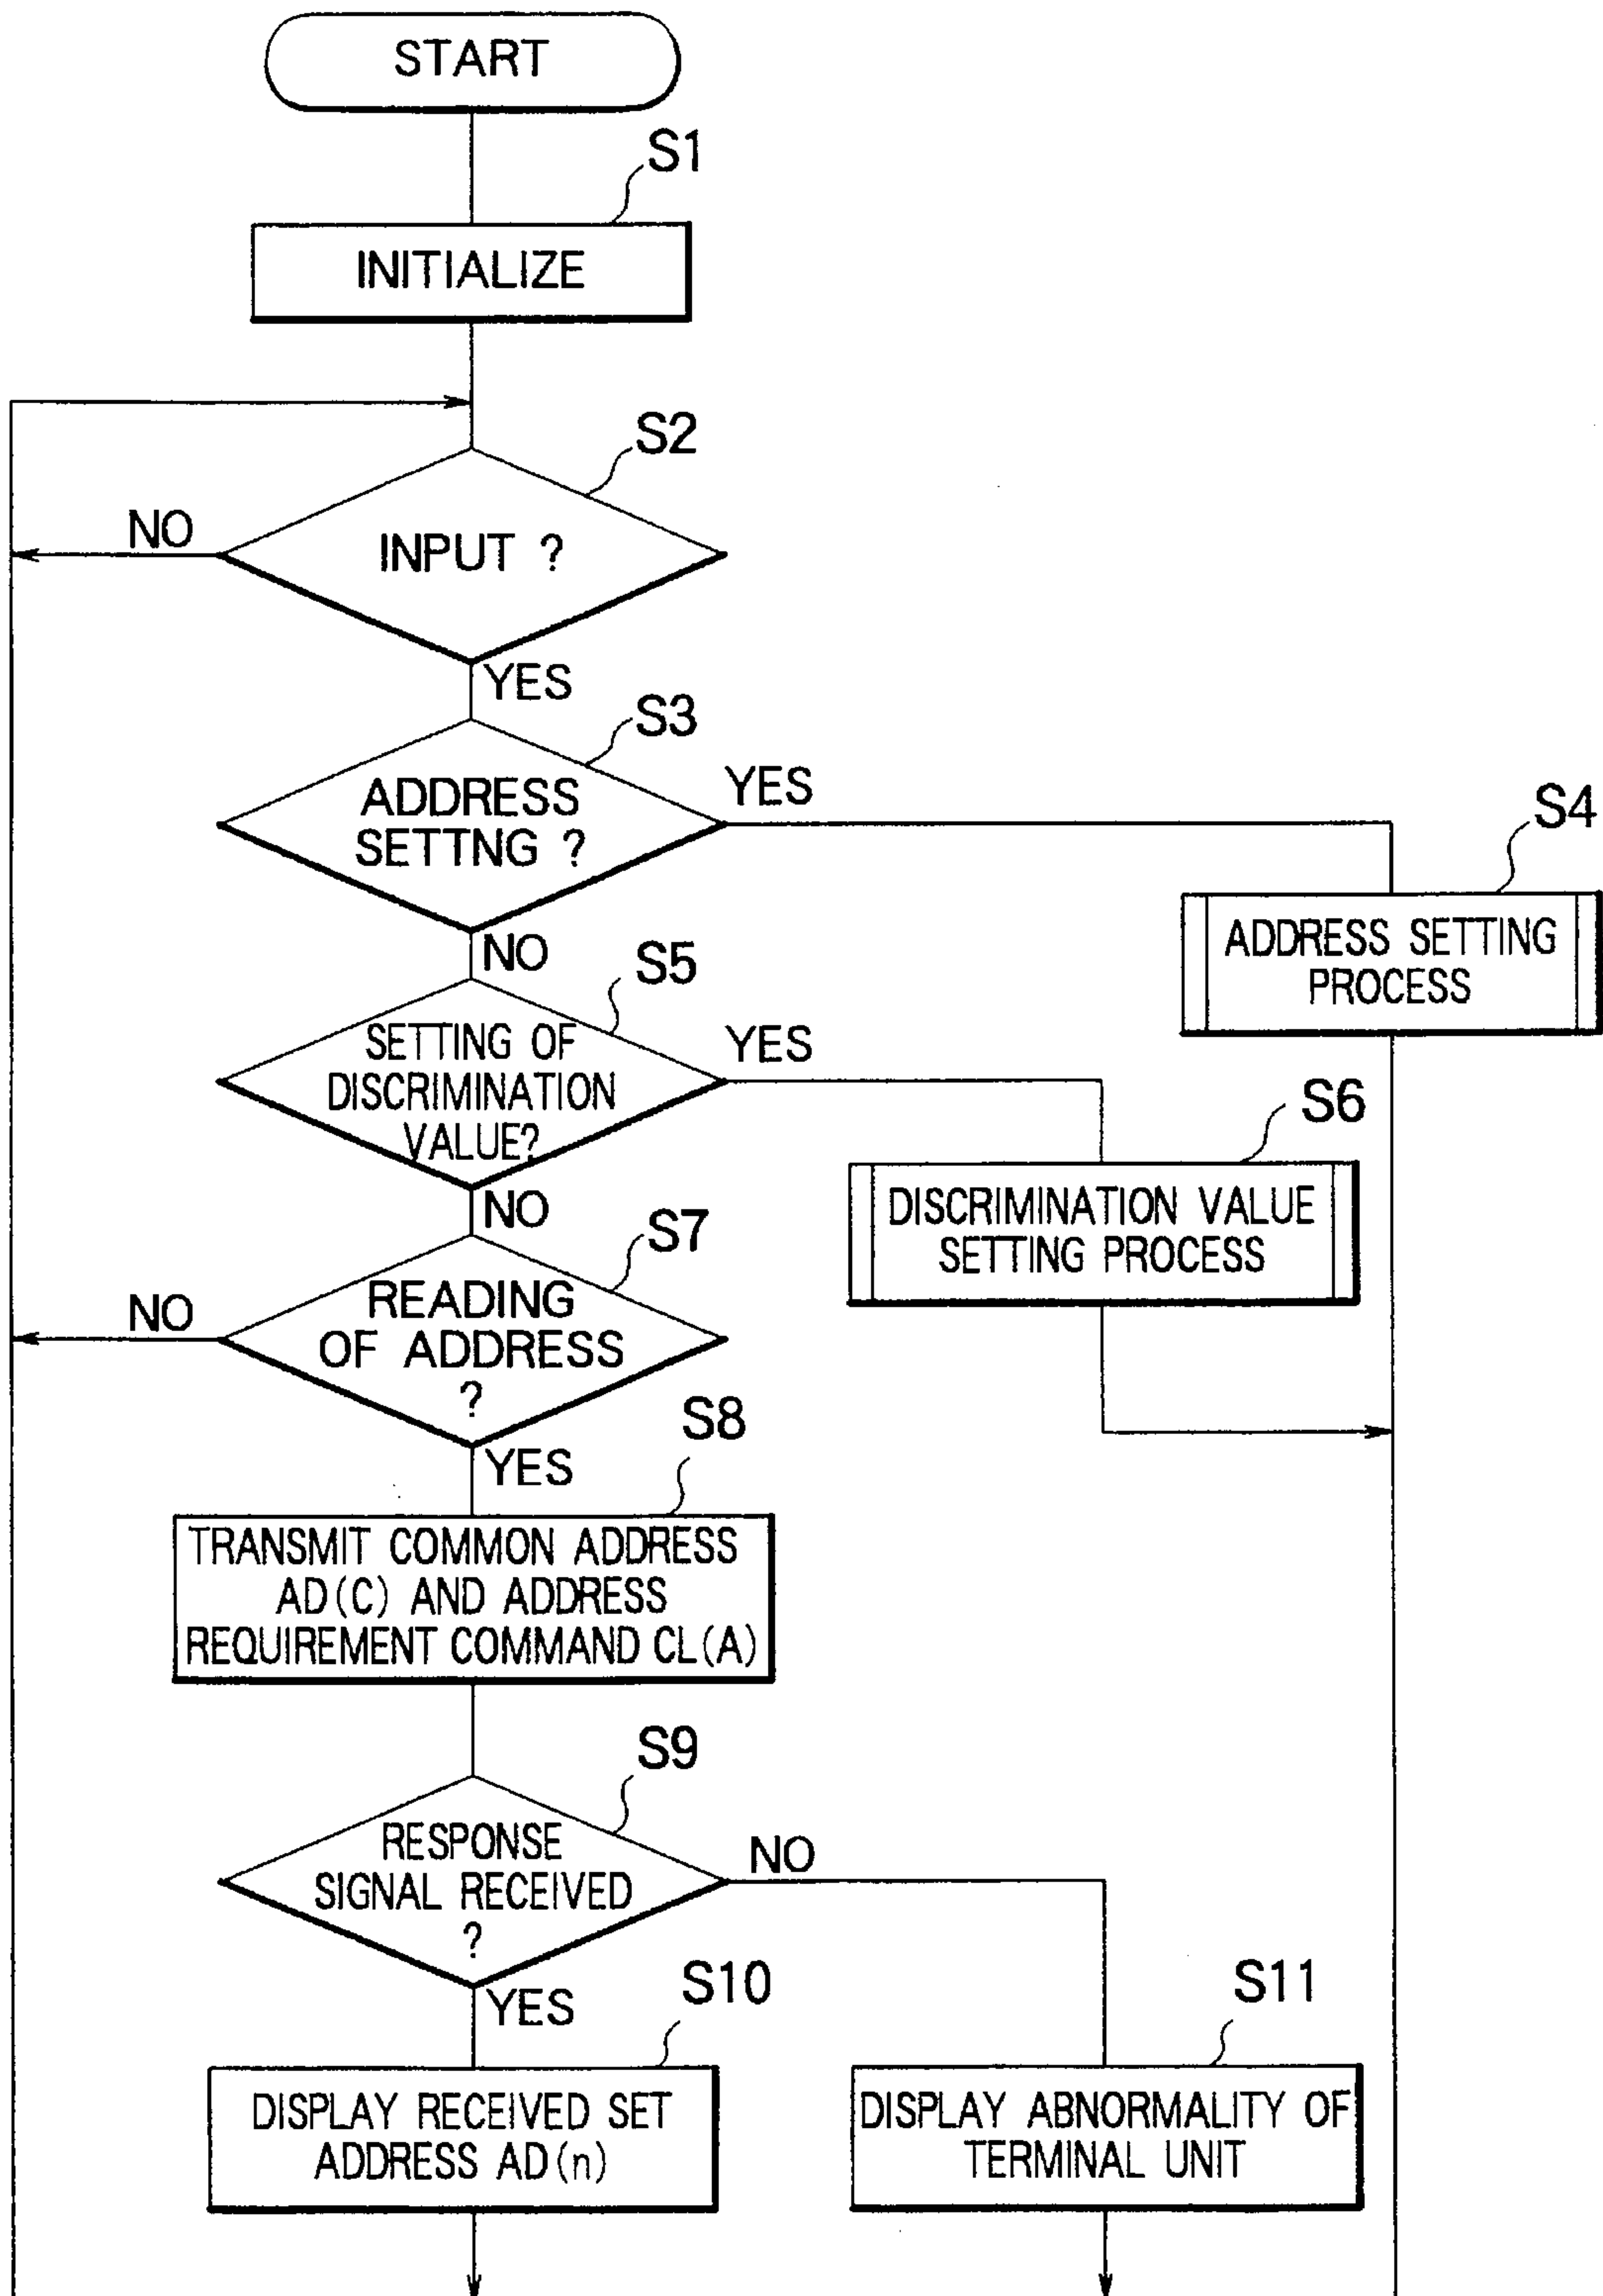 START
S1
INITIALIZE
S2
NO
INPUT ?
YES
S3
ADDRESS
SETTNG ?
YES
S4
ADDRESS SETTING
PROCESS
NO
S5
SETTING OF
DISCRIMINATION
VALUE?
YES
S6
DISCRIMINATION VALUE
SETTING PROCESS
NO
S7
NO
READING
OF ADDRESS
?
YES
S8
TRANSMIT COMMON ADDRESS
AD(C) AND ADDRESS
REQUIREMENT COMMAND CL(A)
S9
RESPONSE
SIGNAL RECEIVED
?
NO
YES
S10
DISPLAY RECEIVED SET
ADDRESS AD(n)
S11
DISPLAY ABNORMALITY OF
TERMINAL UNIT